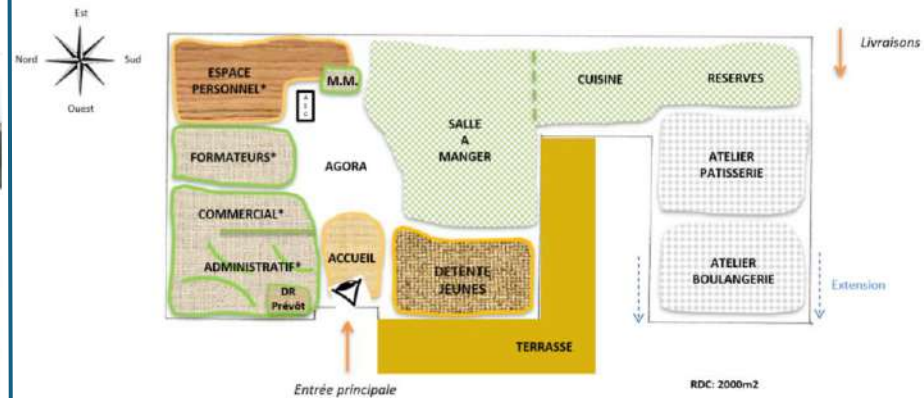 Est
Nord
Sud
Ouest
Livraisons
ESPACE
PERSONNEL*
M.M.
A
S
C
CUISINE
RESERVES
SALLE
A
MANGER
FORMATEURS*
AGORA
ATELIER
PATISSERIE
COMMERCIAL*
ADMINISTRATIF*
DR
Prévôt
ACCUEIL
DETENTE
JEUNES
ATELIER
BOULANGERIE
Extension
TERRASSE
Entrée principale
RDC: 2000m2